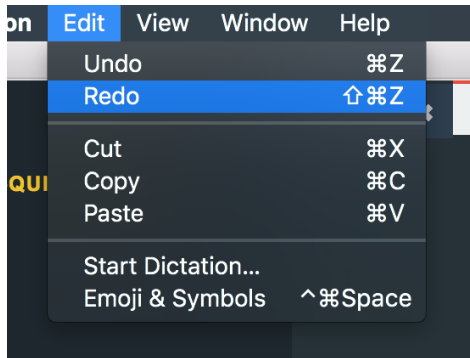 on Edit View Window Help
Undo ⌘Z
Redo ⇧⌘Z
Cut ⌘X
QUI
Copy ⌘C
Paste ⌘V
Start Dictation...
Emoji & Symbols ^⌘Space